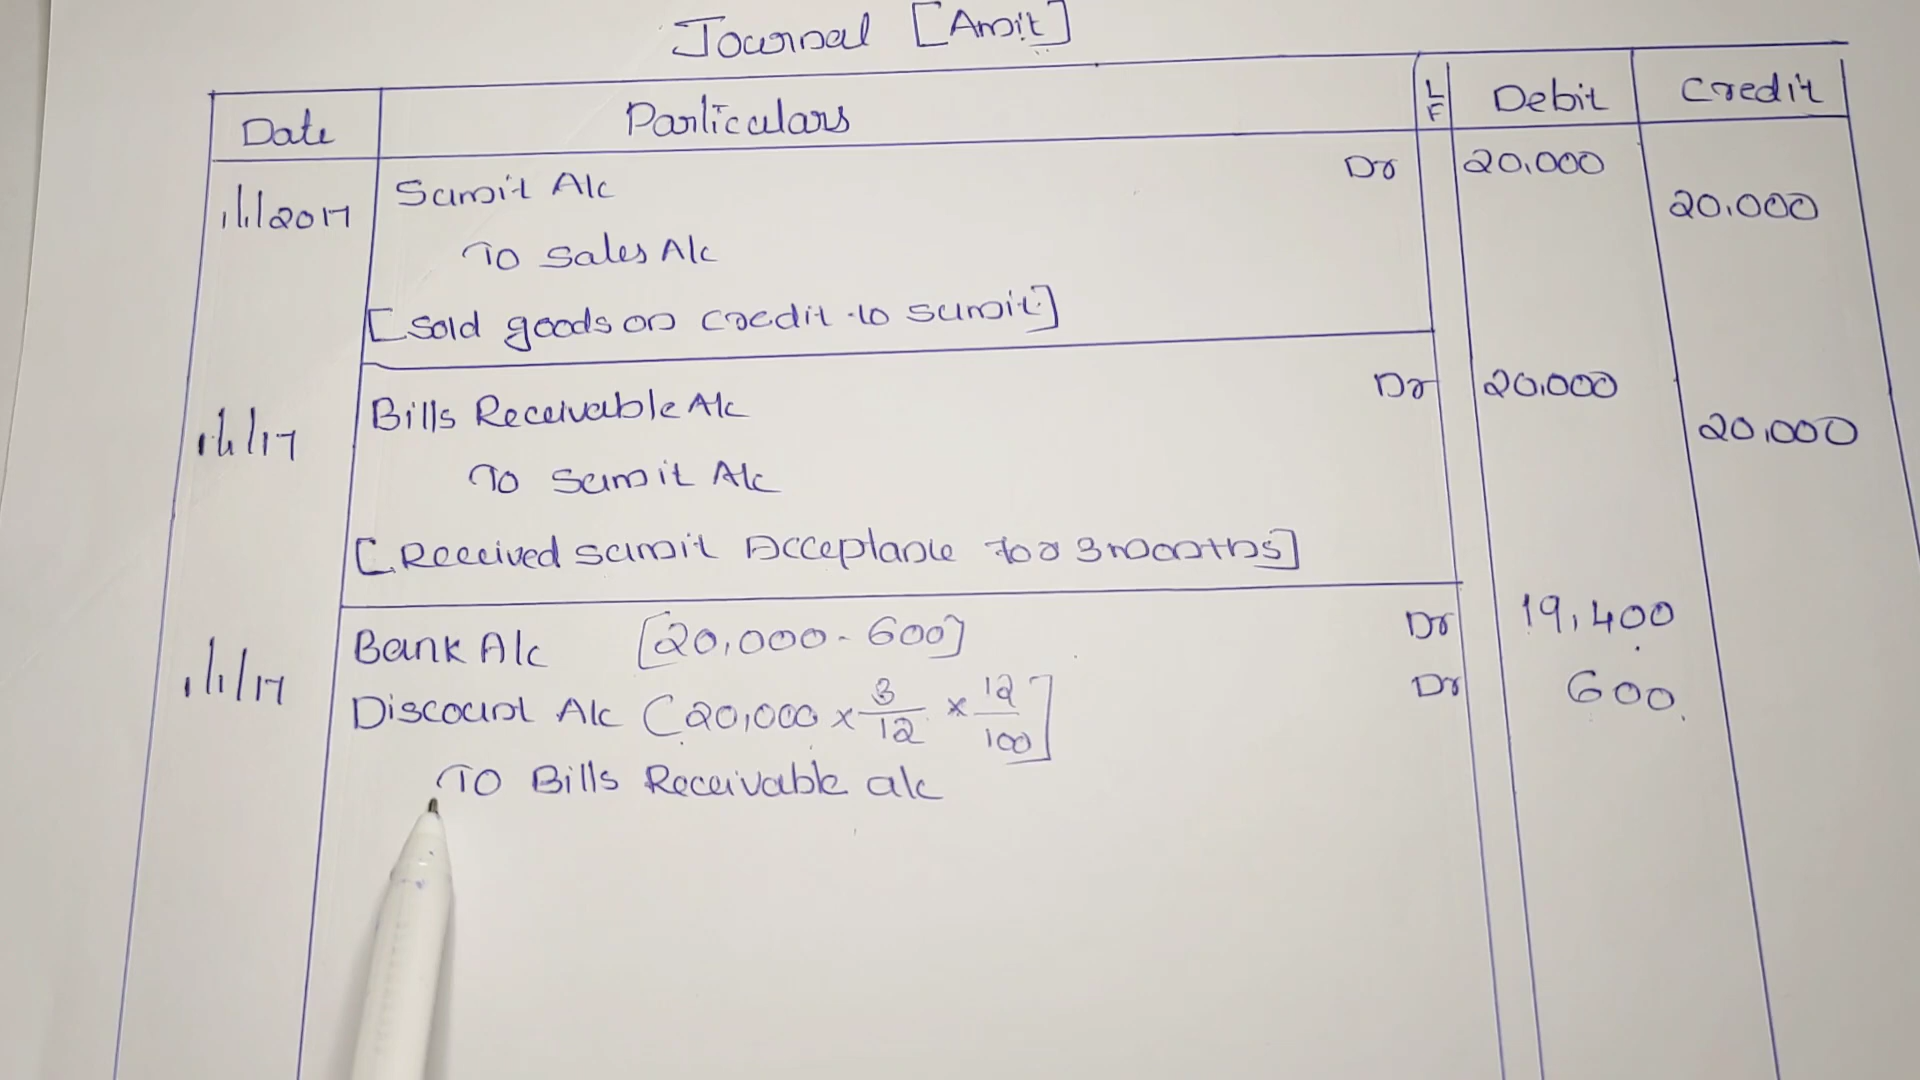 Journal [Amit]
Date Particulars L F Debit Credit
1/1/2017 Sumit A/c Dr 20,000
To Sales A/c 20,000
[Sold goods on credit to Sumit]
1/1/17 Bills Receivable A/c Dr 20,000
To Sumit A/c 20,000
[Received Sumit Acceptance for 3 months]
1/1/17 Bank A/c [20,000 - 600] Dr 19,400
Discount A/c (20,000 × 3/12 × 12/100] Dr 600
To Bills Receivable a/c